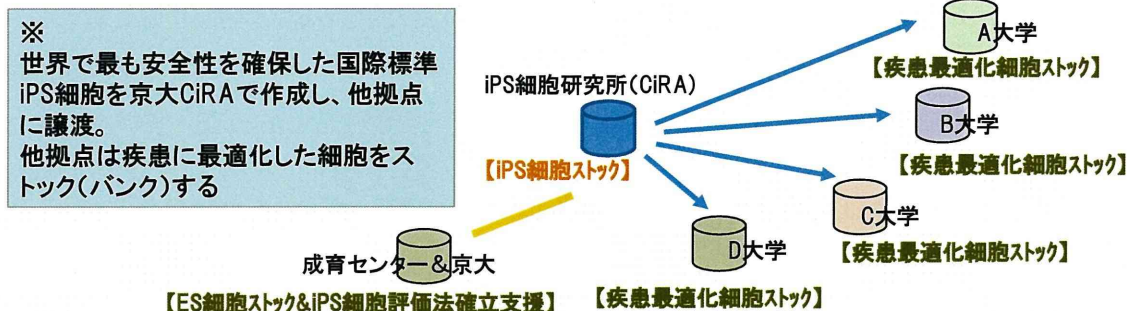 ※
世界で最も安全性を確保した国際標準
iPS細胞を京大CiRAで作成し、他拠点
に譲渡。
他拠点は疾患に最適化した細胞をス
トック(バンク)する
iPS細胞研究所(CiRA)
【iPS細胞ストック】
A大学
【疾患最適化細胞ストック】
B大学
【疾患最適化細胞ストック】
C大学
【疾患最適化細胞ストック】
D大学
【疾患最適化細胞ストック】
成育センター&京大
【ES細胞ストック&iPS細胞評価法確立支援】